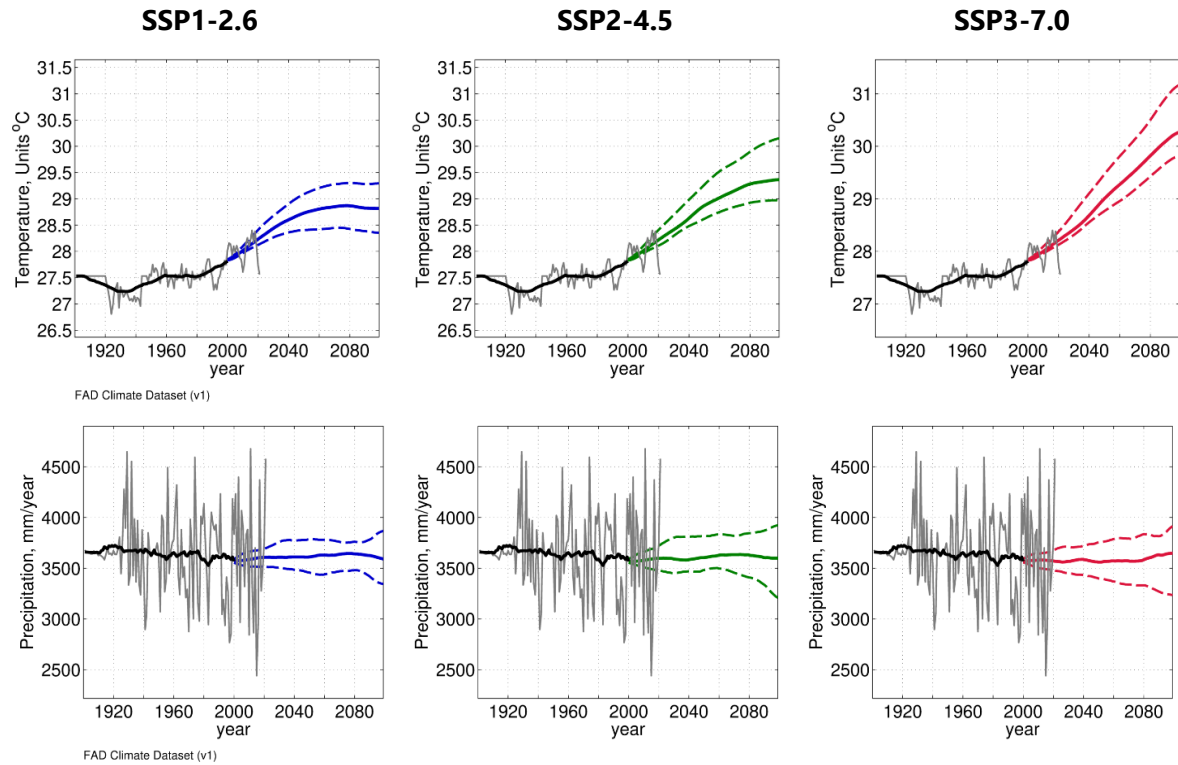 SSP1-2.6
SSP2-4.5
SSP3-7.0
Temperature, Units °C
31.5
31
30.5
30
29.5
29
28.5
28
27.5
27
26.5
1920 1960 2000 2040 2080
year
Temperature, Units °C
31.5
31
30.5
30
29.5
29
28.5
28
27.5
27
26.5
1920 1960 2000 2040 2080
year
Temperature, Units °C
31
30
29
28
27
1920 1960 2000 2040 2080
year
FAD Climate Dataset (v1)
Precipitation, mm/year
4500
4000
3500
3000
2500
1920 1960 2000 2040 2080
year
Precipitation, mm/year
4500
4000
3500
3000
2500
1920 1960 2000 2040 2080
year
Precipitation, mm/year
4500
4000
3500
3000
2500
1920 1960 2000 2040 2080
year
FAD Climate Dataset (v1)